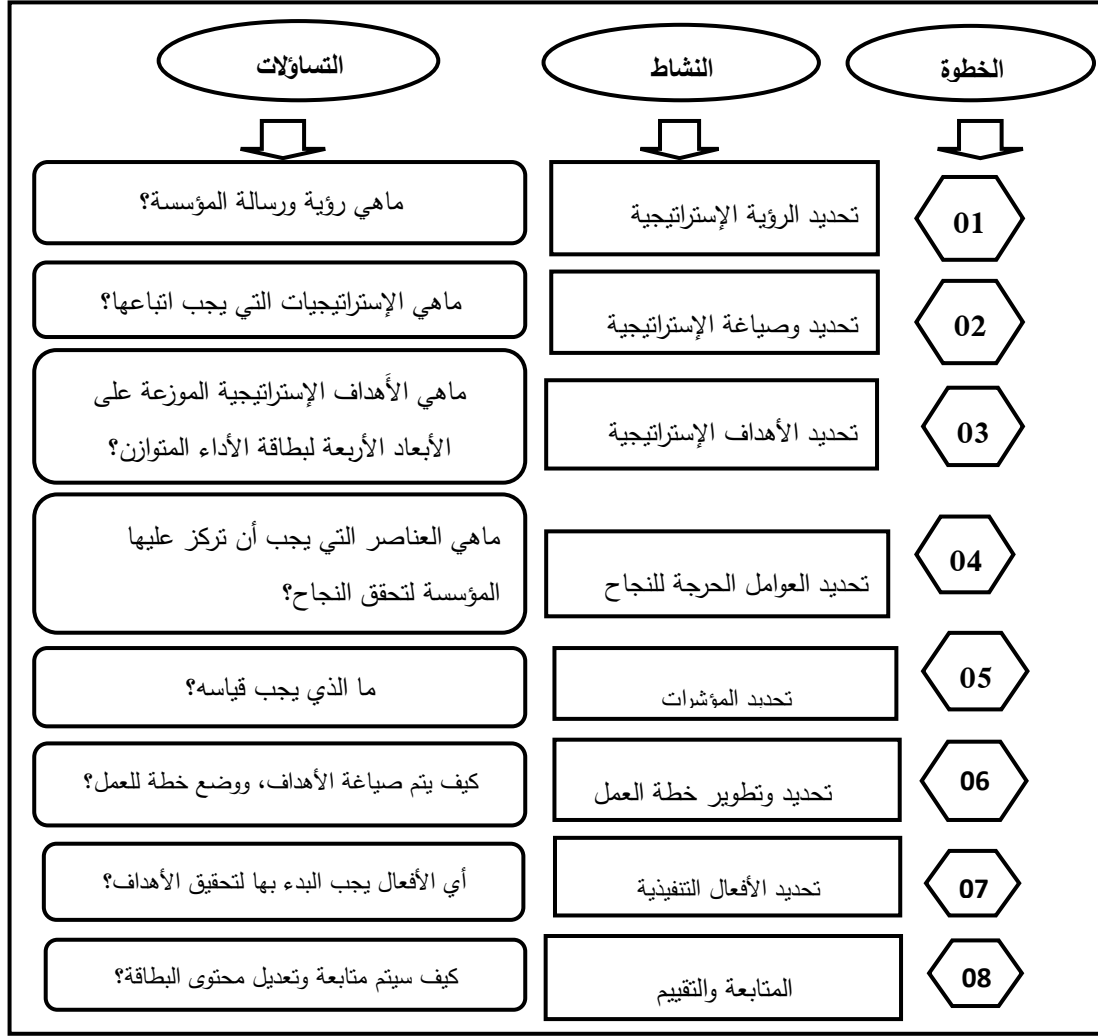 الخطوة
النشاط
التساؤلات
01
تحديد الرؤية الإستراتيجية
ماهي رؤية ورسالة المؤسسة؟
02
تحديد وصياغة الإستراتيجية
ماهي الإستراتيجيات التي يجب اتباعها؟
03
تحديد الأهداف الإستراتيجية
ماهي الأَهداف الإستراتيجية الموزعة على
الأبعاد الأربعة لبطاقة الأداء المتوازن؟
04
تحديد العوامل الحرجة للنجاح
ماهي العناصر التي يجب أن تركز عليها
المؤسسة لتحقق النجاح؟
05
تحديد المؤشرات
ما الذي يجب قياسه؟
06
تحديد وتطوير خطة العمل
كيف يتم صياغة الأهداف، ووضع خطة للعمل؟
07
تحديد الأفعال التنفيذية
أي الأفعال يجب البدء بها لتحقيق الأهداف؟
08
المتابعة والتقييم
كيف سيتم متابعة وتعديل محتوى البطاقة؟